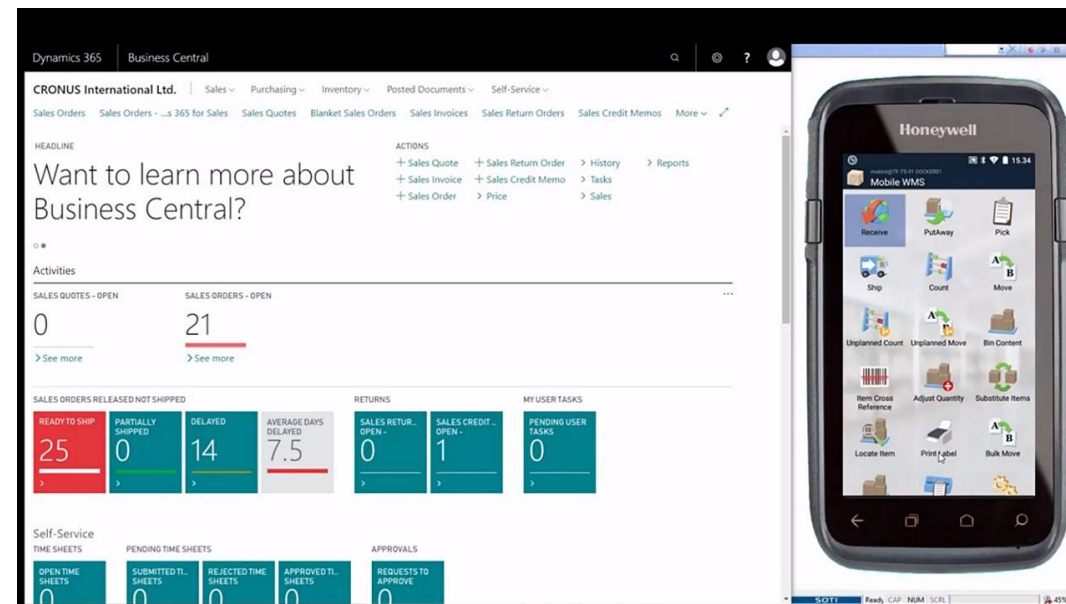 Dynamics 365 Business Central
?
CRONUS International Ltd. Sales Purchasing Inventory Posted Documents Self-Service
Sales Orders Sales Orders - ...s 365 for Sales Sales Quotes Blanket Sales Orders Sales Invoices Sales Return Orders Sales Credit Memos More
HEADLINE
Want to learn more about
Business Central?
ACTIONS
+ Sales Quote + Sales Return Order > History > Reports
+ Sales Invoice + Sales Credit Memo > Tasks
+ Sales Order > Price > Sales
Activities
SALES QUOTES - OPEN SALES ORDERS - OPEN
0 21
> See more > See more
SALES ORDERS RELEASED NOT SHIPPED RETURNS MY USER TASKS
READY TO SHIP
25
PARTIALLY
SHIPPED
0
DELAYED
14
AVERAGE DAYS
DELAYED
7.5
SALES RETUR...
OPEN -
0
SALES CREDIT...
OPEN -
1
PENDING USER
TASKS
0
Self-Service
TIME SHEETS PENDING TIME SHEETS APPROVALS
OPEN TIME
SHEETS
0
SUBMITTED TI...
SHEETS
0
REJECTED TIME
SHEETS
0
APPROVED TI...
SHEETS
0
REQUESTS TO
APPROVE
0
Honeywell
15.34
Mobile WMS
Receive PutAway Pick
Ship Count Move
Unplanned Count Unplanned Move Bin Content
Item Cross
Reference
Adjust Quantity Substitute Items
Locate Item Print Label Bulk Move
SOTI Ready CAP NUM SCRL 45%